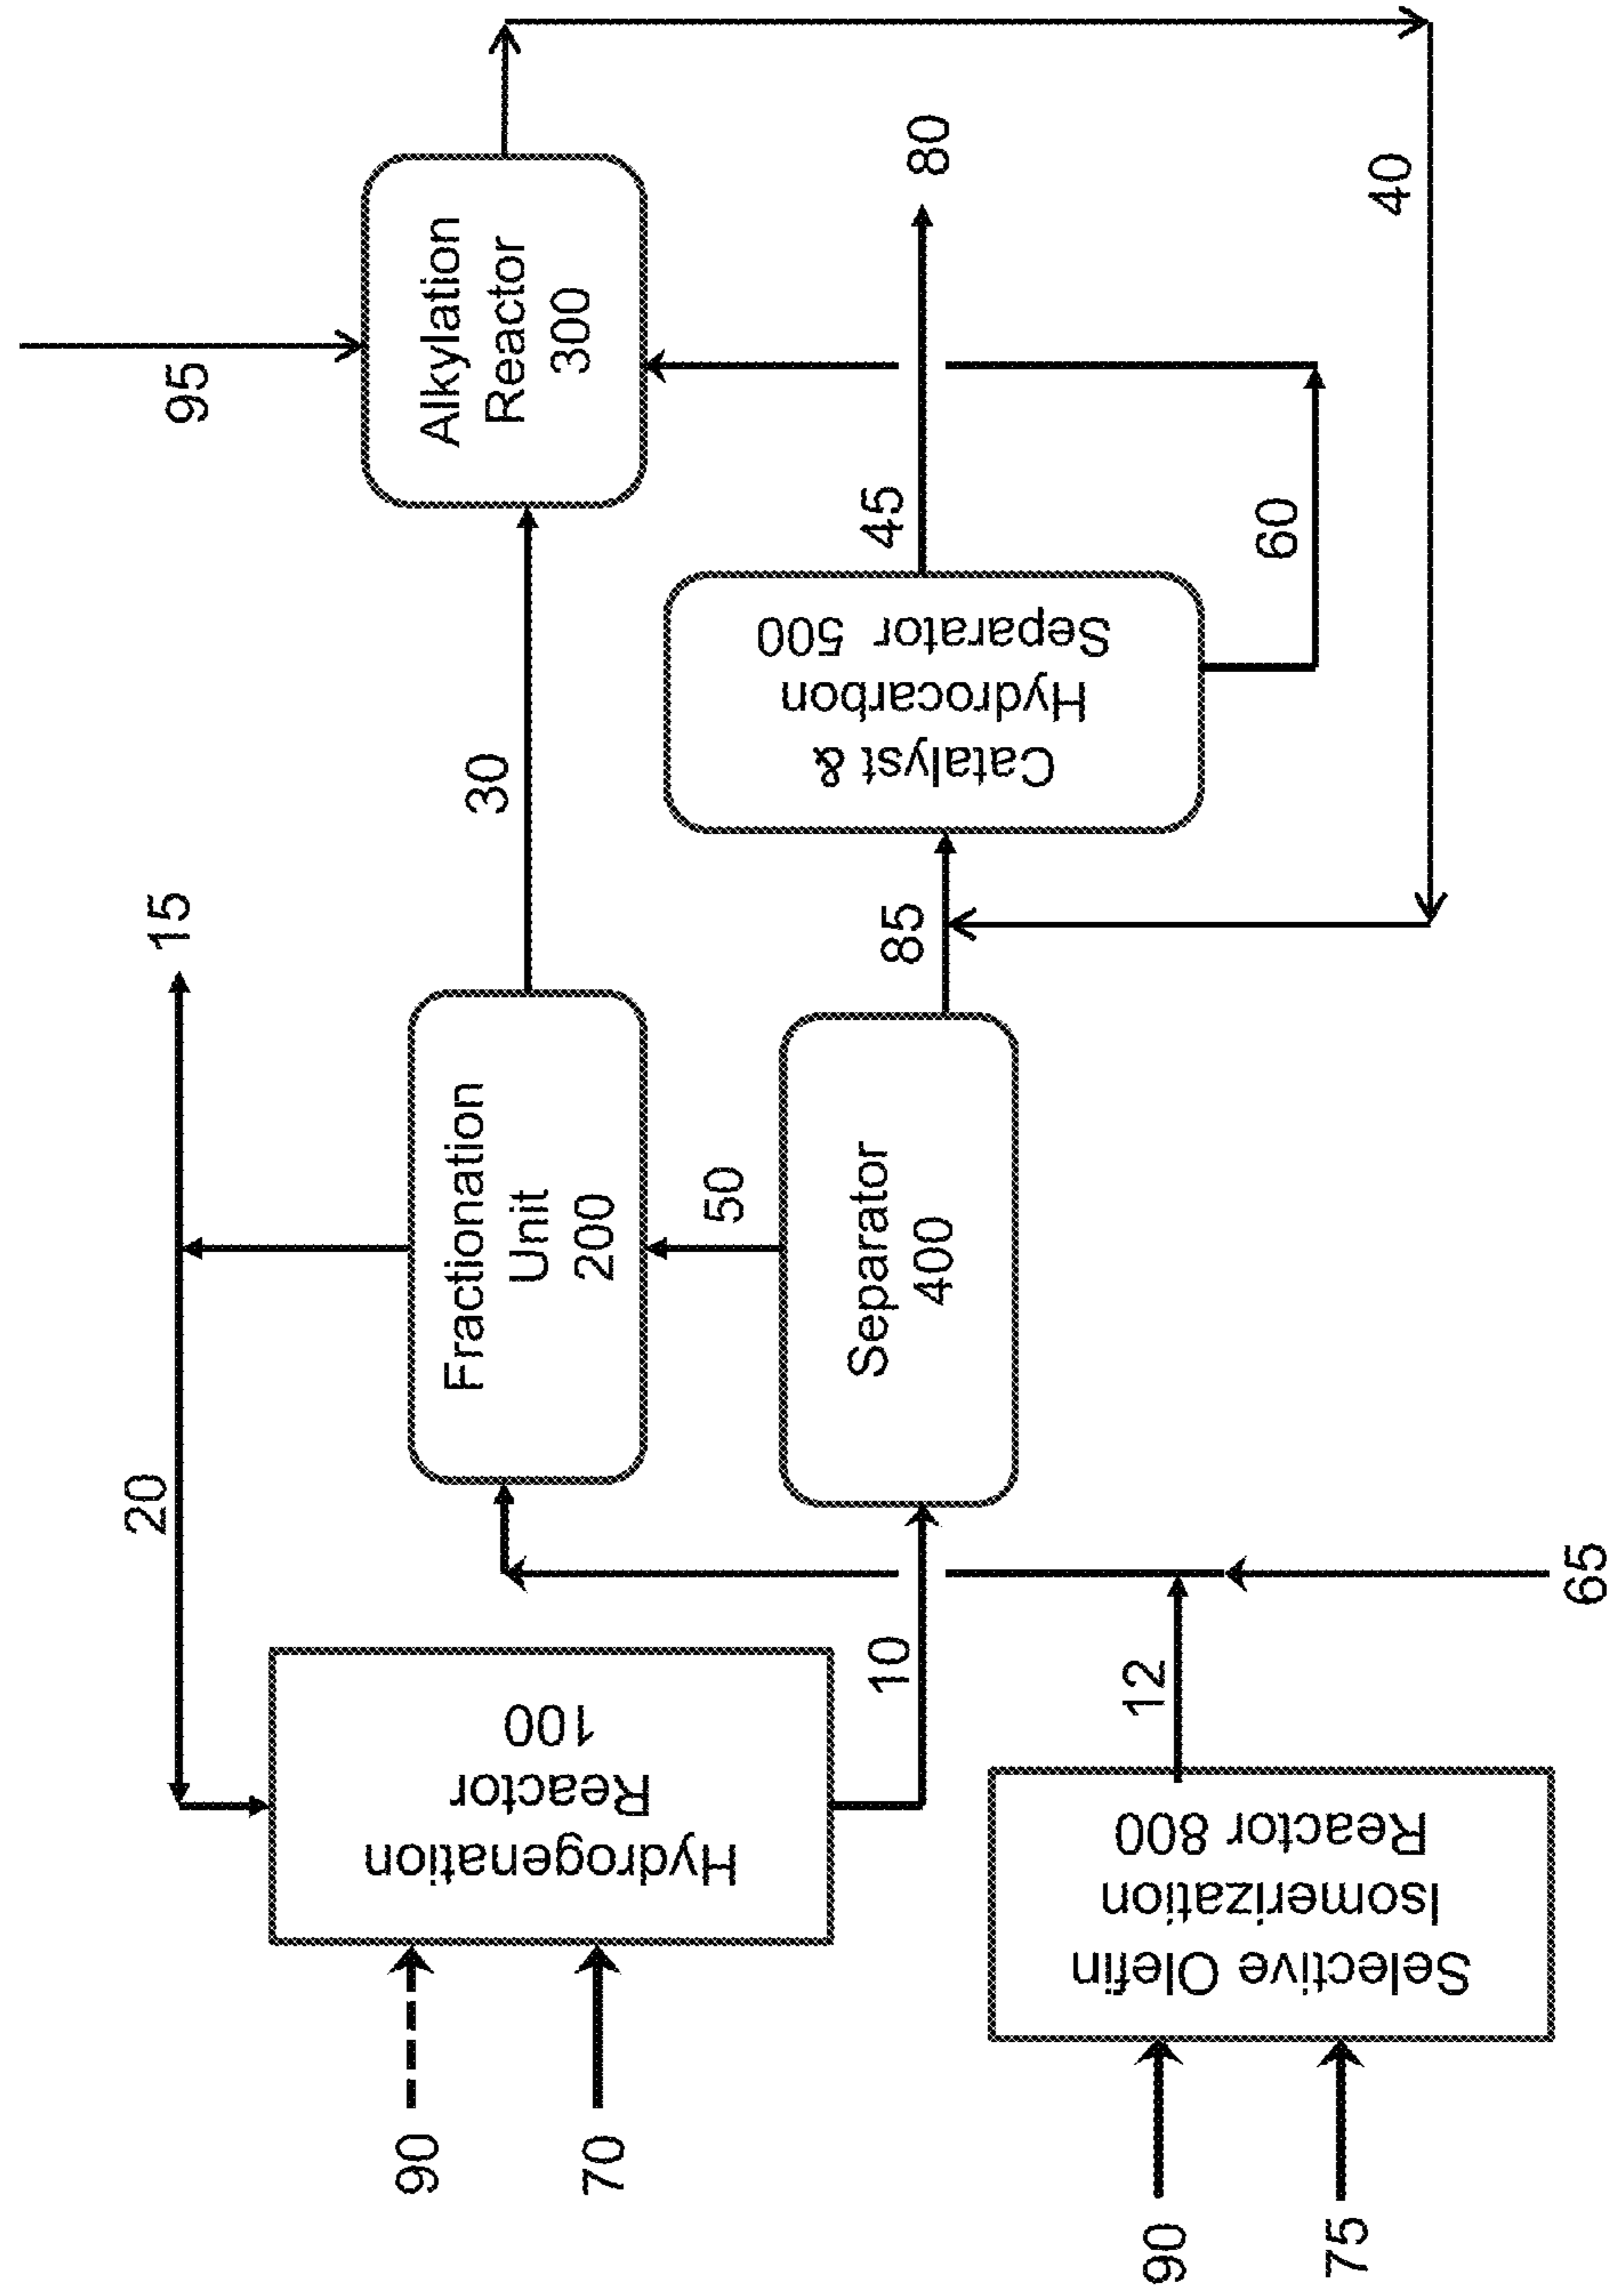 95
Alkylation
Reactor
300
80
40
45
60
30
Catalyst &
Hydrocarbon
Separator 500
15
85
Fractionation
Unit
200
50
Separator
400
20
10
65
12
Hydrogenation
Reactor
100
Selective Olefin
Isomerization
Reactor 800
90
70
90
75